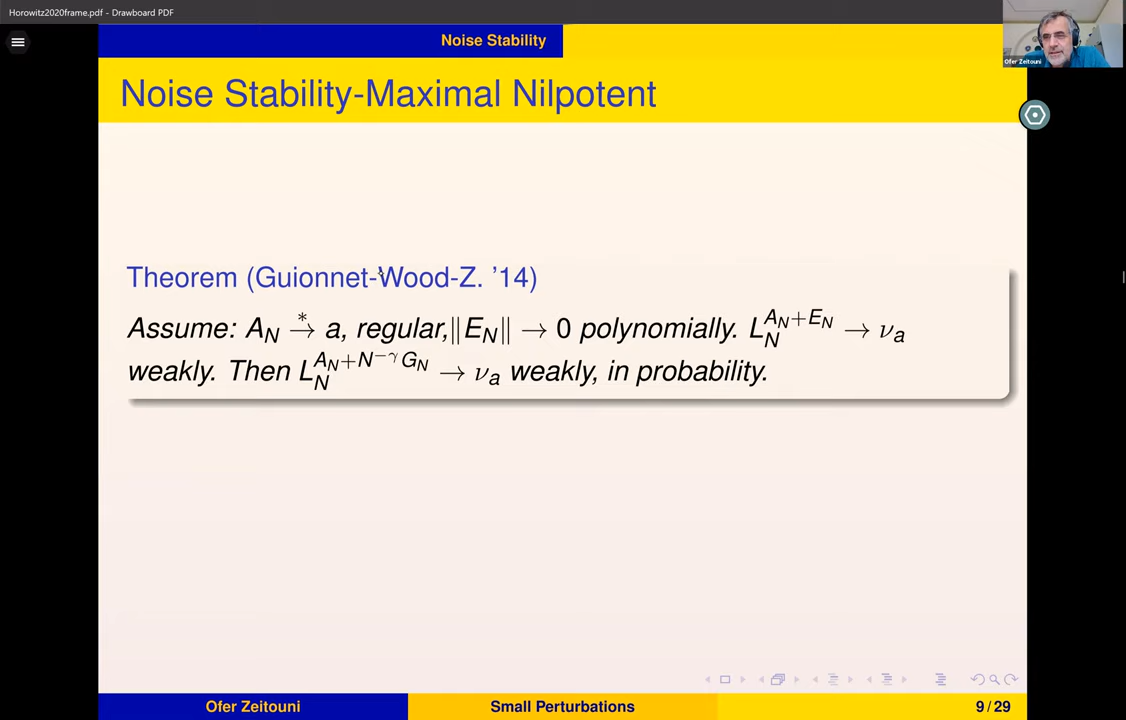 Horowitz2020frame.pdf - Drawboard PDF
Noise Stability
Ofer Zeitouni
Noise Stability-Maximal Nilpotent
Theorem (Guionnet-Wood-Z. '14)
Assume: A_N →^* a, regular,‖E_N‖ → 0 polynomially. L_N^{A_N+E_N} → ν_a
weakly. Then L_N^{A_N+N^{-γ}G_N} → ν_a weakly, in probability.
Ofer Zeitouni Small Perturbations 9 / 29